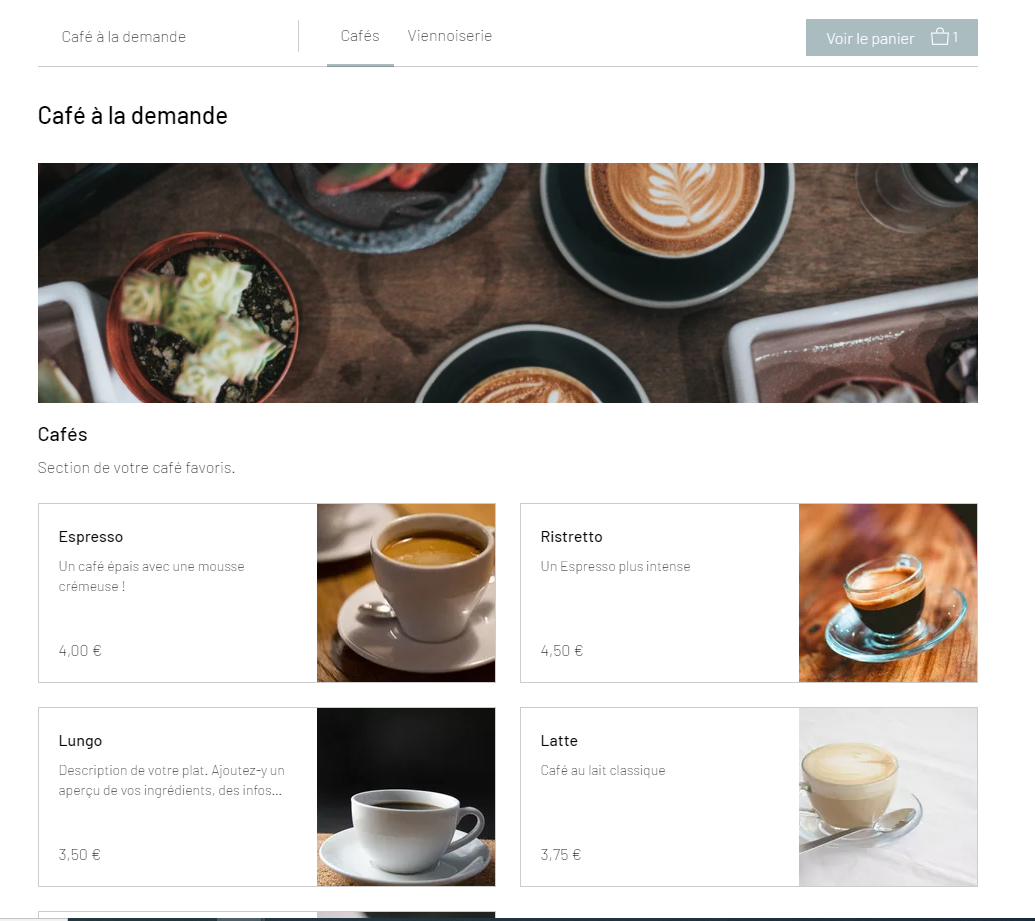 Café à la demande
Cafés
Viennoiserie
Voir le panier 1
Café à la demande
Cafés
Section de votre café favoris.
Espresso
Un café épais avec une mousse
crémeuse !
4,00 €
Ristretto
Un Espresso plus intense
4,50 €
Lungo
Description de votre plat. Ajoutez-y un
aperçu de vos ingrédients, des infos...
3,50 €
Latte
Café au lait classique
3,75 €